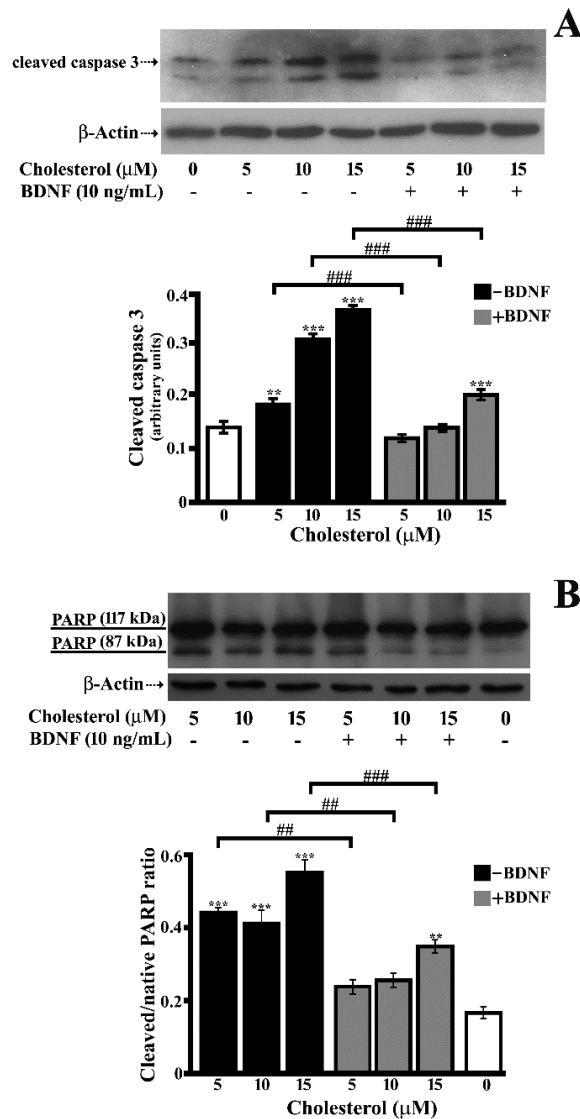 A
cleaved caspase 3
β-Actin
Cholesterol (μM) 0 5 10 15 5 10 15
BDNF (10 ng/mL) - - - - + + +
###
###
###
-BDNF
+BDNF
0.4
0.3
0.2
0.1
0
Cleaved caspase 3
(arbitrary units)
** *** *** ***
0 5 10 15 5 10 15
Cholesterol (μM)
B
PARP (117 kDa)
PARP (87 kDa)
β-Actin
Cholesterol (μM) 5 10 15 5 10 15 0
BDNF (10 ng/mL) - - - + + + -
###
##
##
-BDNF
+BDNF
0.6
0.4
0.2
0
Cleaved/native PARP ratio
*** *** *** **
5 10 15 5 10 15 0
Cholesterol (μM)